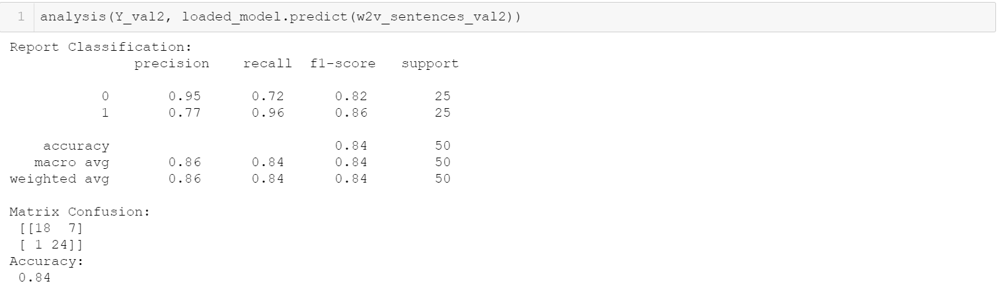 1 analysis(Y_val2, loaded_model.predict(w2v_sentences_val2))
Report Classification:
precision recall f1-score support
0 0.95 0.72 0.82 25
1 0.77 0.96 0.86 25
accuracy 0.84 50
macro avg 0.86 0.84 0.84 50
weighted avg 0.86 0.84 0.84 50
Matrix Confusion:
[[18 7]
[ 1 24]]
Accuracy:
0.84